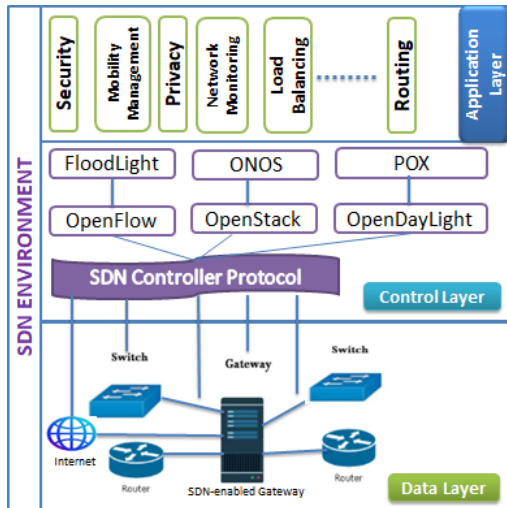 SDN ENVIRONMENT
Security
Mobility
Management
Privacy
Network
Monitoring
Load
Balancing
Routing
Application
Layer
FloodLight
ONOS
POX
OpenFlow
OpenStack
OpenDayLight
SDN Controller Protocol
Control Layer
Switch
Gateway
Switch
Internet
Router
SDN-enabled Gateway
Router
Data Layer